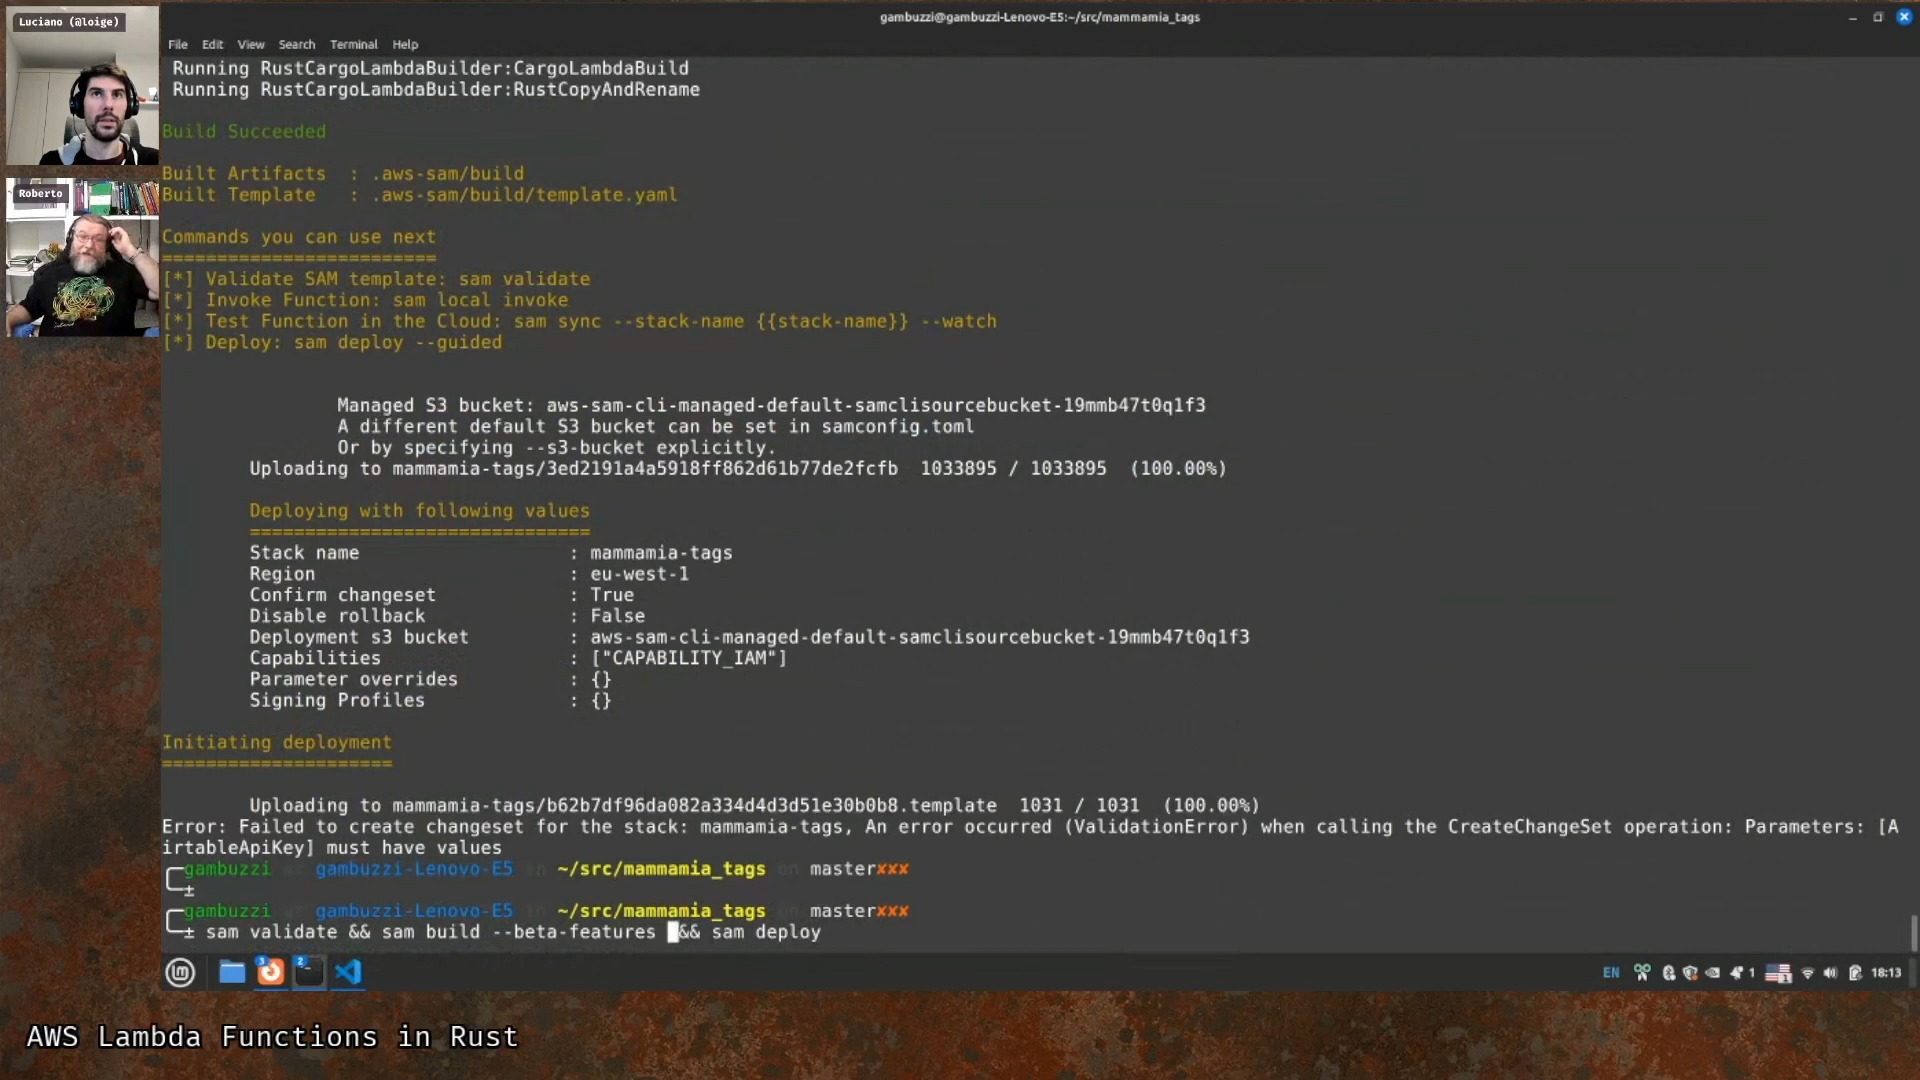 Luciano (@loige)
Roberto
gambuzzi@gambuzzi-Lenovo-E5:~/src/mammamia_tags
File Edit View Search Terminal Help
Running RustCargoLambdaBuilder:CargoLambdaBuild
Running RustCargoLambdaBuilder:RustCopyAndRename
Build Succeeded
Built Artifacts : .aws-sam/build
Built Template : .aws-sam/build/template.yaml
Commands you can use next
=========================
[*] Validate SAM template: sam validate
[*] Invoke Function: sam local invoke
[*] Test Function in the Cloud: sam sync --stack-name {{stack-name}} --watch
[*] Deploy: sam deploy --guided
Managed S3 bucket: aws-sam-cli-managed-default-samclisourcebucket-19mmb47t0q1f3
A different default S3 bucket can be set in samconfig.toml
Or by specifying --s3-bucket explicitly.
Uploading to mammamia-tags/3ed2191a4a5918ff862d61b77de2fcfb 1033895 / 1033895 (100.00%)
Deploying with following values
===============================
Stack name : mammamia-tags
Region : eu-west-1
Confirm changeset : True
Disable rollback : False
Deployment s3 bucket : aws-sam-cli-managed-default-samclisourcebucket-19mmb47t0q1f3
Capabilities : ["CAPABILITY_IAM"]
Parameter overrides : {}
Signing Profiles : {}
Initiating deployment
=====================
Uploading to mammamia-tags/b62b7df96da082a334d4d3d51e30b0b8.template 1031 / 1031 (100.00%)
Error: Failed to create changeset for the stack: mammamia-tags, An error occurred (ValidationError) when calling the CreateChangeSet operation: Parameters: [A
irtableApiKey] must have values
gambuzzi at gambuzzi-Lenovo-E5 in ~/src/mammamia_tags on master✘✘✘
±
gambuzzi at gambuzzi-Lenovo-E5 in ~/src/mammamia_tags on master✘✘✘
± sam validate && sam build --beta-features && sam deploy
3 2 EN 1 18:13
AWS Lambda Functions in Rust